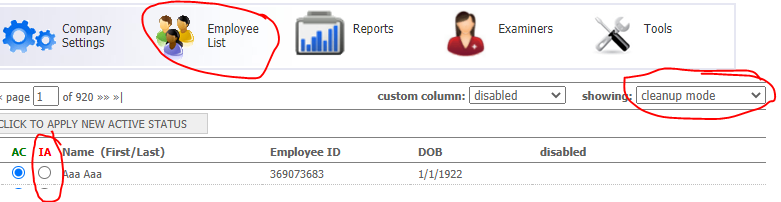 Company Settings
Employee List
Reports
Examiners
Tools
‹ page 1 of 920 »» »|
custom column: disabled
showing: cleanup mode
CLICK TO APPLY NEW ACTIVE STATUS
AC IA Name (First/Last) Employee ID DOB disabled
Aaa Aaa 369073683 1/1/1922